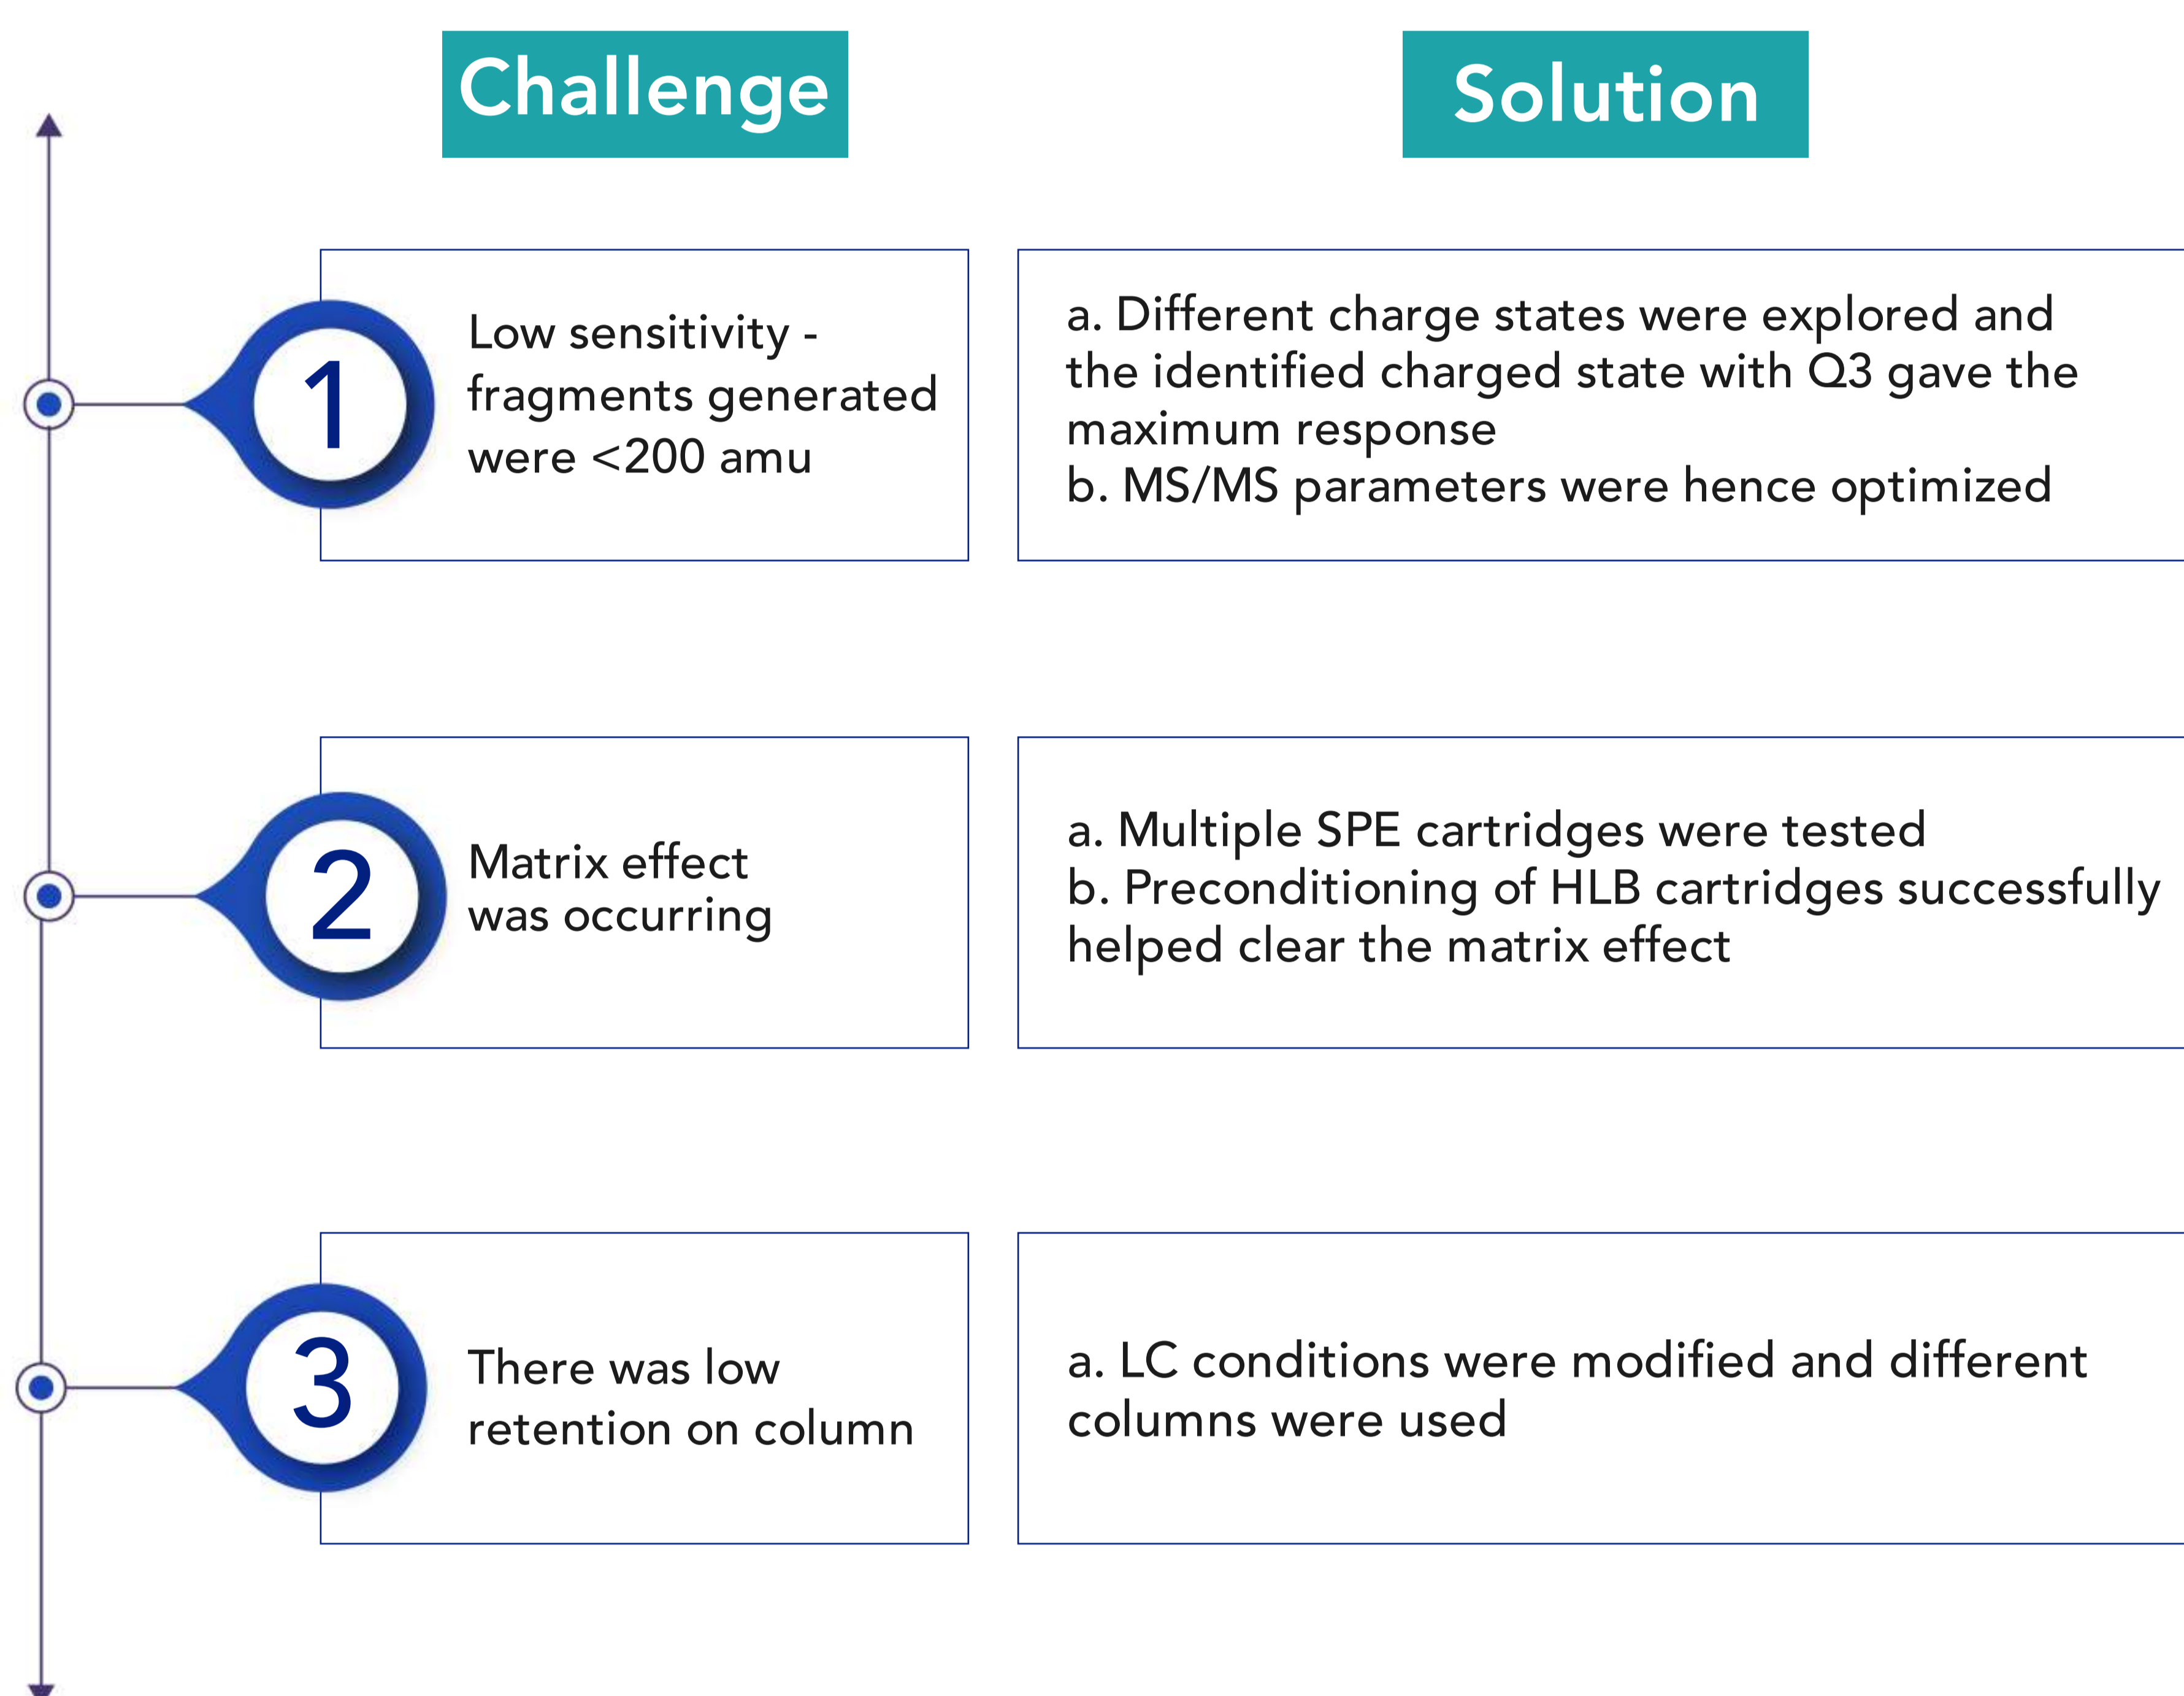 Challenge
Solution
1
Low sensitivity -
fragments generated
were <200 amu
a. Different charge states were explored and
the identified charged state with Q3 gave the
maximum response
b. MS/MS parameters were hence optimized
2
Matrix effect
was occurring
a. Multiple SPE cartridges were tested
b. Preconditioning of HLB cartridges successfully
helped clear the matrix effect
3
There was low
retention on column
a. LC conditions were modified and different
columns were used